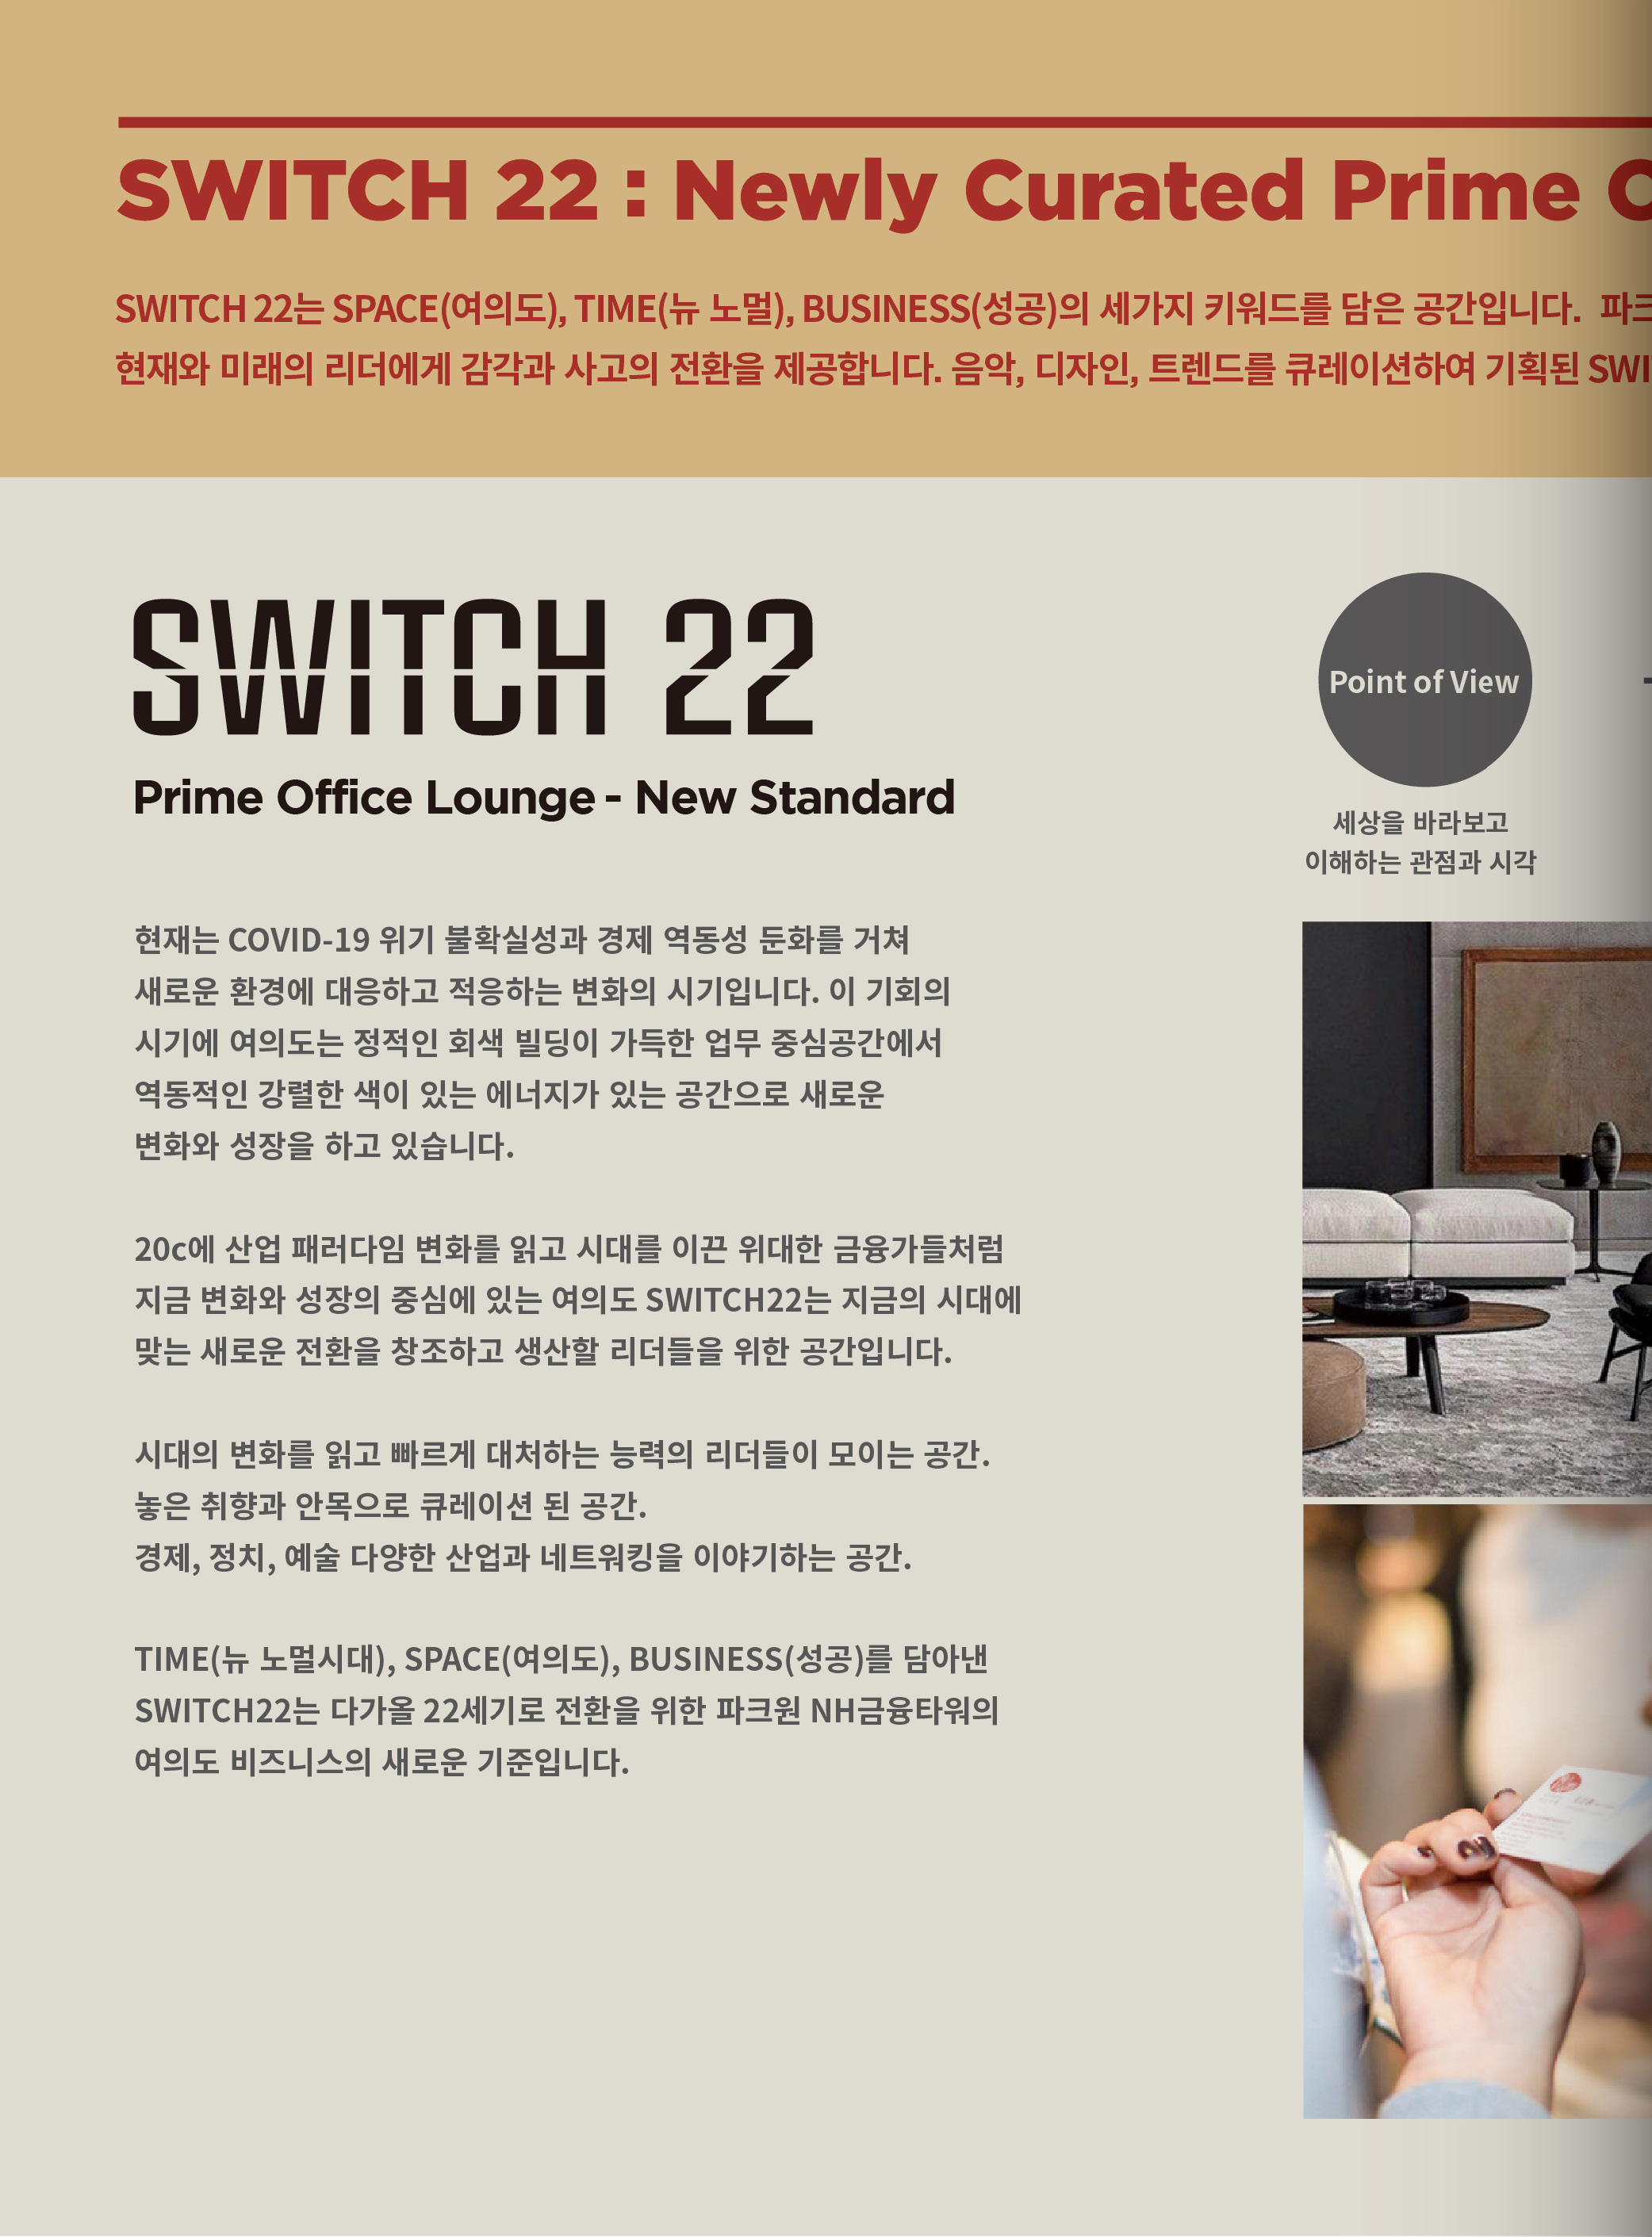 SWITCH 22 : Newly Curated Prime
SWITCH 22는 SPACE(여의도), TIME(뉴 노멀), BUSINESS(성공)의 세가지 키워드를 담은 공간입니다.
현재와 미래의 리더에게 감각과 사고의 전환을 제공합니다. 음악, 디자인, 트렌드를 큐레이션하여 기획된
SWITCH 22
Prime Office Lounge - New Standard
Point of View
세상을 바라보고
이해하는 관점과 시각
현재는 COVID-19 위기 불확실성과 경제 역동성 둔화를 거쳐
새로운 환경에 대응하고 적응하는 변화의 시기입니다. 이 기회의
시기에 여의도는 정적인 회색 빌딩이 가득한 업무 중심공간에서
역동적인 강렬한 색이 있는 에너지가 있는 공간으로 새로운
변화와 성장을 하고 있습니다.
20c에 산업 패러다임 변화를 읽고 시대를 이끈 위대한 금융가들처럼
지금 변화와 성장의 중심에 있는 여의도 SWITCH22는 지금의 시대에
맞는 새로운 전환을 창조하고 생산할 리더들을 위한 공간입니다.
시대의 변화를 읽고 빠르게 대처하는 능력의 리더들이 모이는 공간.
놓은 취향과 안목으로 큐레이션 된 공간.
경제, 정치, 예술 다양한 산업과 네트워킹을 이야기하는 공간.
TIME(뉴 노멀시대), SPACE(여의도), BUSINESS(성공)를 담아낸
SWITCH22는 다가올 22세기로 전환을 위한 파크원 NH금융타워의
여의도 비즈니스의 새로운 기준입니다.